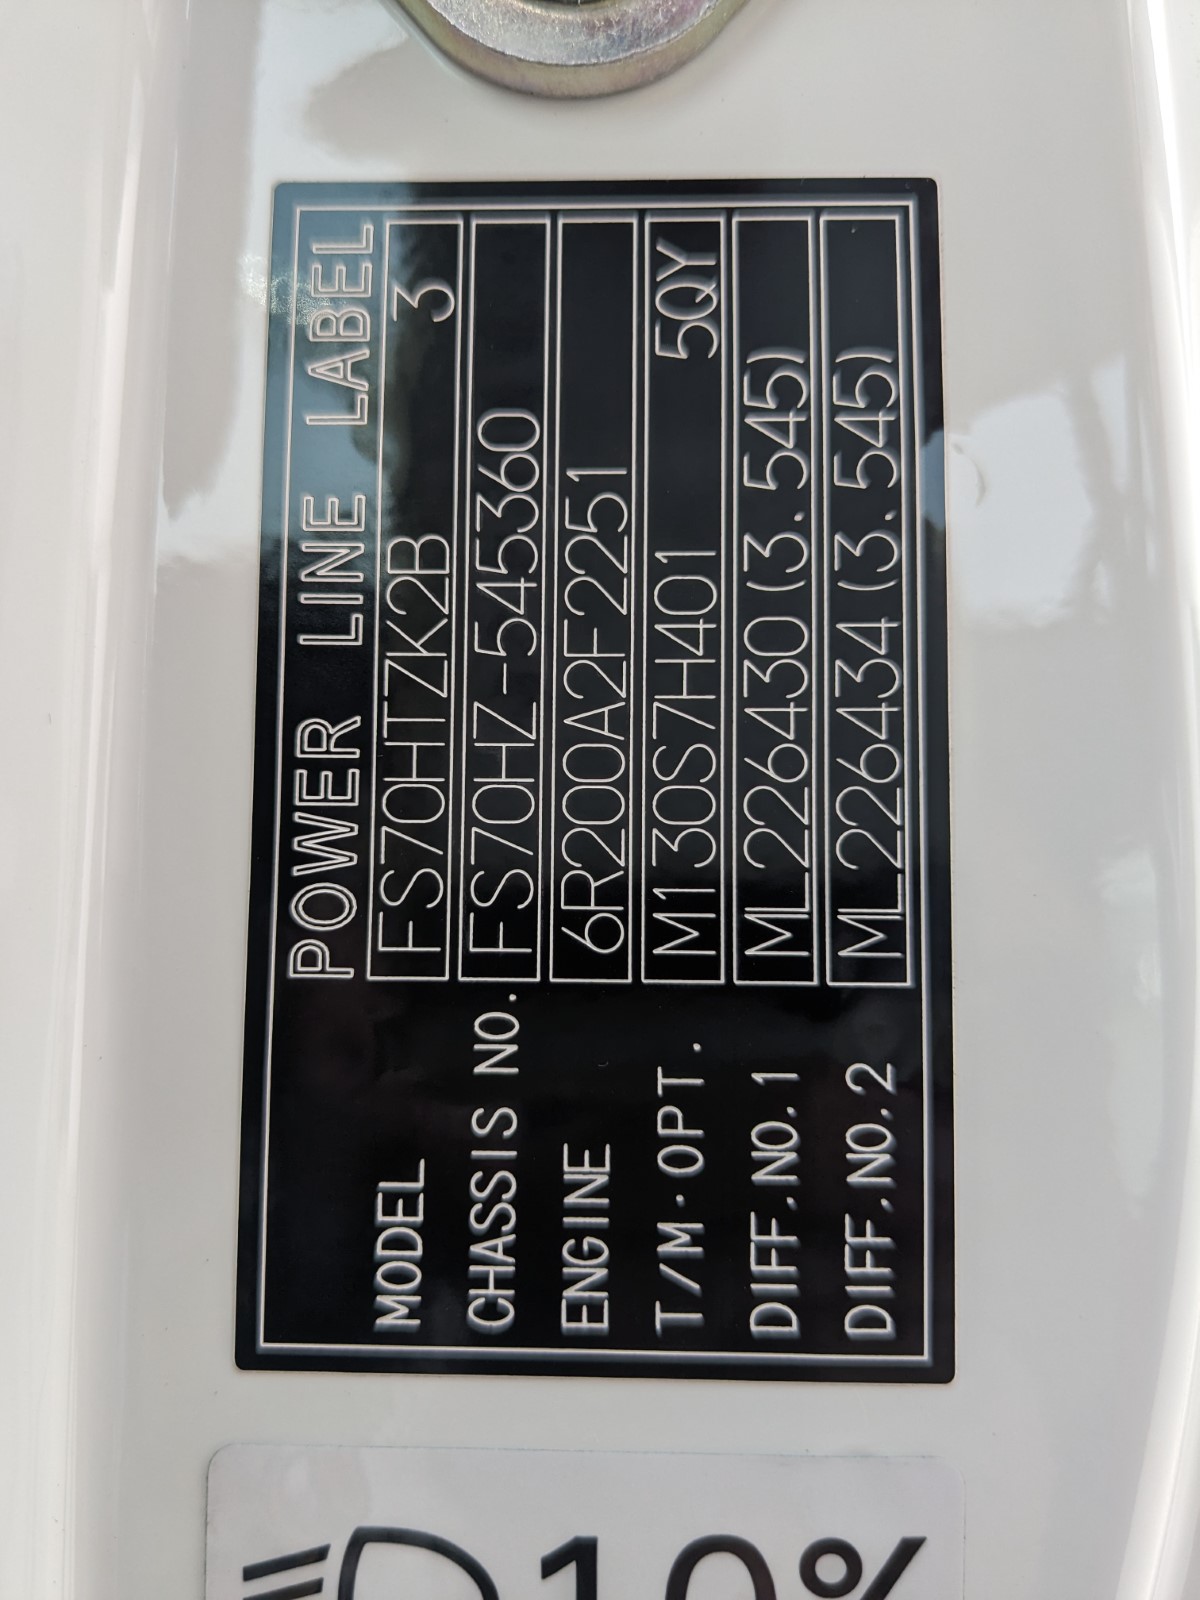 POWER LINE LABEL
MODEL FS70HTZK2B 3
CHASSIS NO. FS70HZ-545360
ENGINE 6R200A2F2251
T/M·OPT. M130S7H401 5QY
DIFF.NO.1 ML226430(3.545)
DIFF.NO.2 ML226434(3.545)
10%